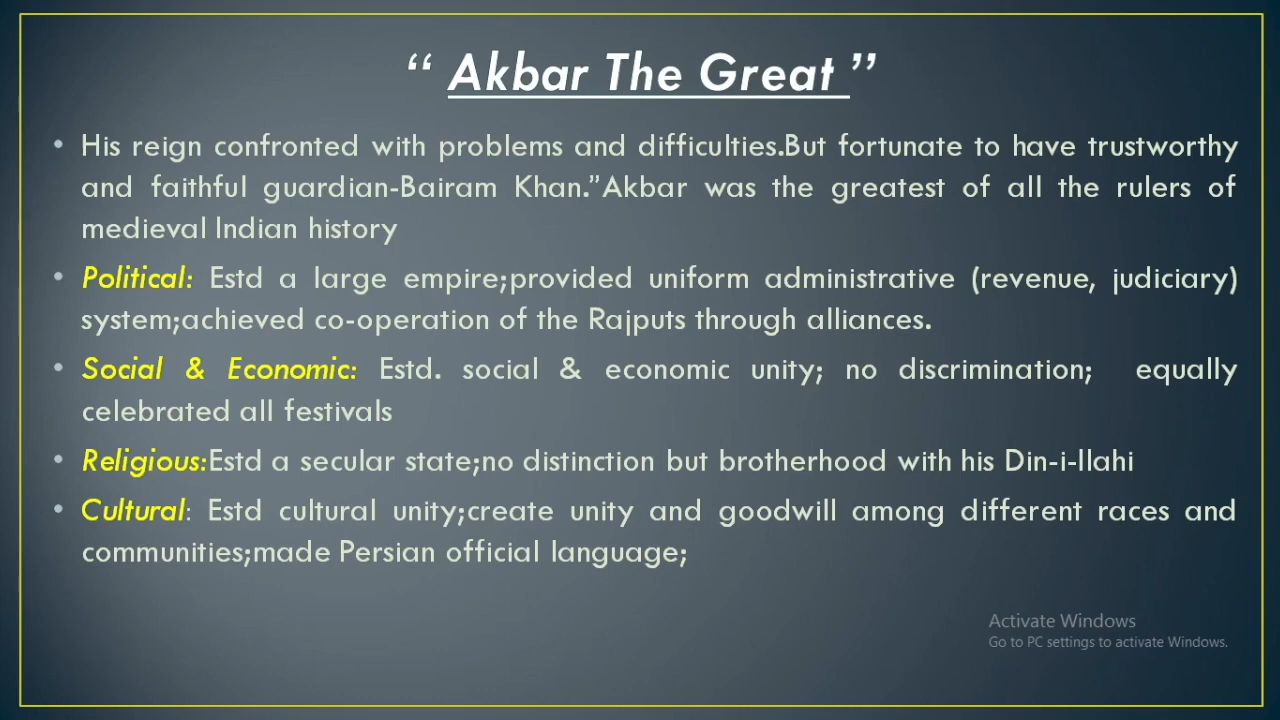 “ Akbar The Great ”
• His reign confronted with problems and difficulties.But fortunate to have trustworthy
and faithful guardian-Bairam Khan.”Akbar was the greatest of all the rulers of
medieval Indian history
• Political: Estd a large empire;provided uniform administrative (revenue, judiciary)
system;achieved co-operation of the Rajputs through alliances.
• Social & Economic: Estd. social & economic unity; no discrimination; equally
celebrated all festivals
• Religious:Estd a secular state;no distinction but brotherhood with his Din-i-Ilahi
• Cultural: Estd cultural unity;create unity and goodwill among different races and
communities;made Persian official language;
Activate Windows
Go to PC settings to activate Windows.